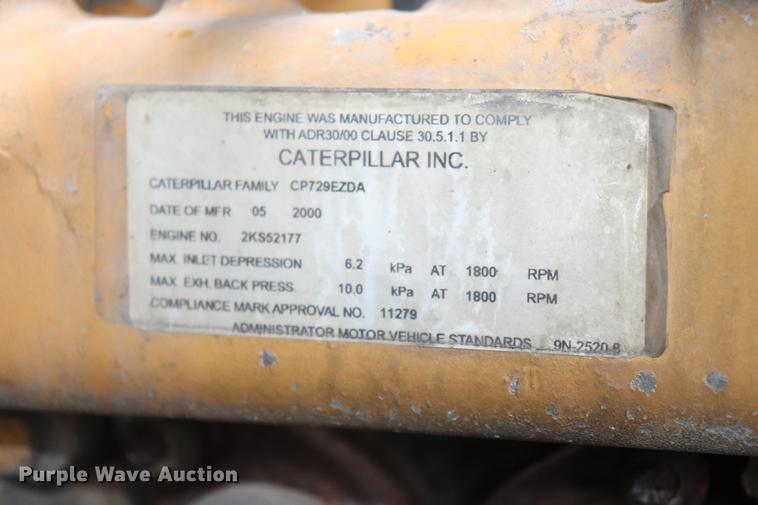 THIS ENGINE WAS MANUFACTURED TO COMPLY
WITH ADR30/00 CLAUSE 30.5.1.1 BY
CATERPILLAR INC.
CATERPILLAR FAMILY CP729EZDA
DATE OF MFR 05 2000
ENGINE NO. 2KS52177
MAX. INLET DEPRESSION 6.2 kPa AT 1800 RPM
MAX. EXH. BACK PRESS. 10.0 kPa AT 1800 RPM
COMPLIANCE MARK APPROVAL NO. 11279
ADMINISTRATOR MOTOR VEHICLE STANDARDS 9N-2520-8
Purple Wave Auction